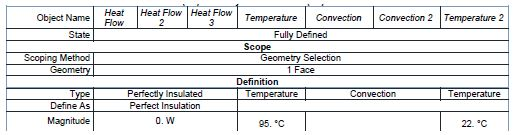 Object Name Heat Flow Heat Flow 2 Heat Flow 3 Temperature Convection Convection 2 Temperature 2
State Fully Defined
Scope
Scoping Method Geometry Selection
Geometry 1 Face
Definition
Type Perfectly Insulated Temperature Convection Temperature
Define As Perfect Insulation
Magnitude 0. W 95. °C 22. °C